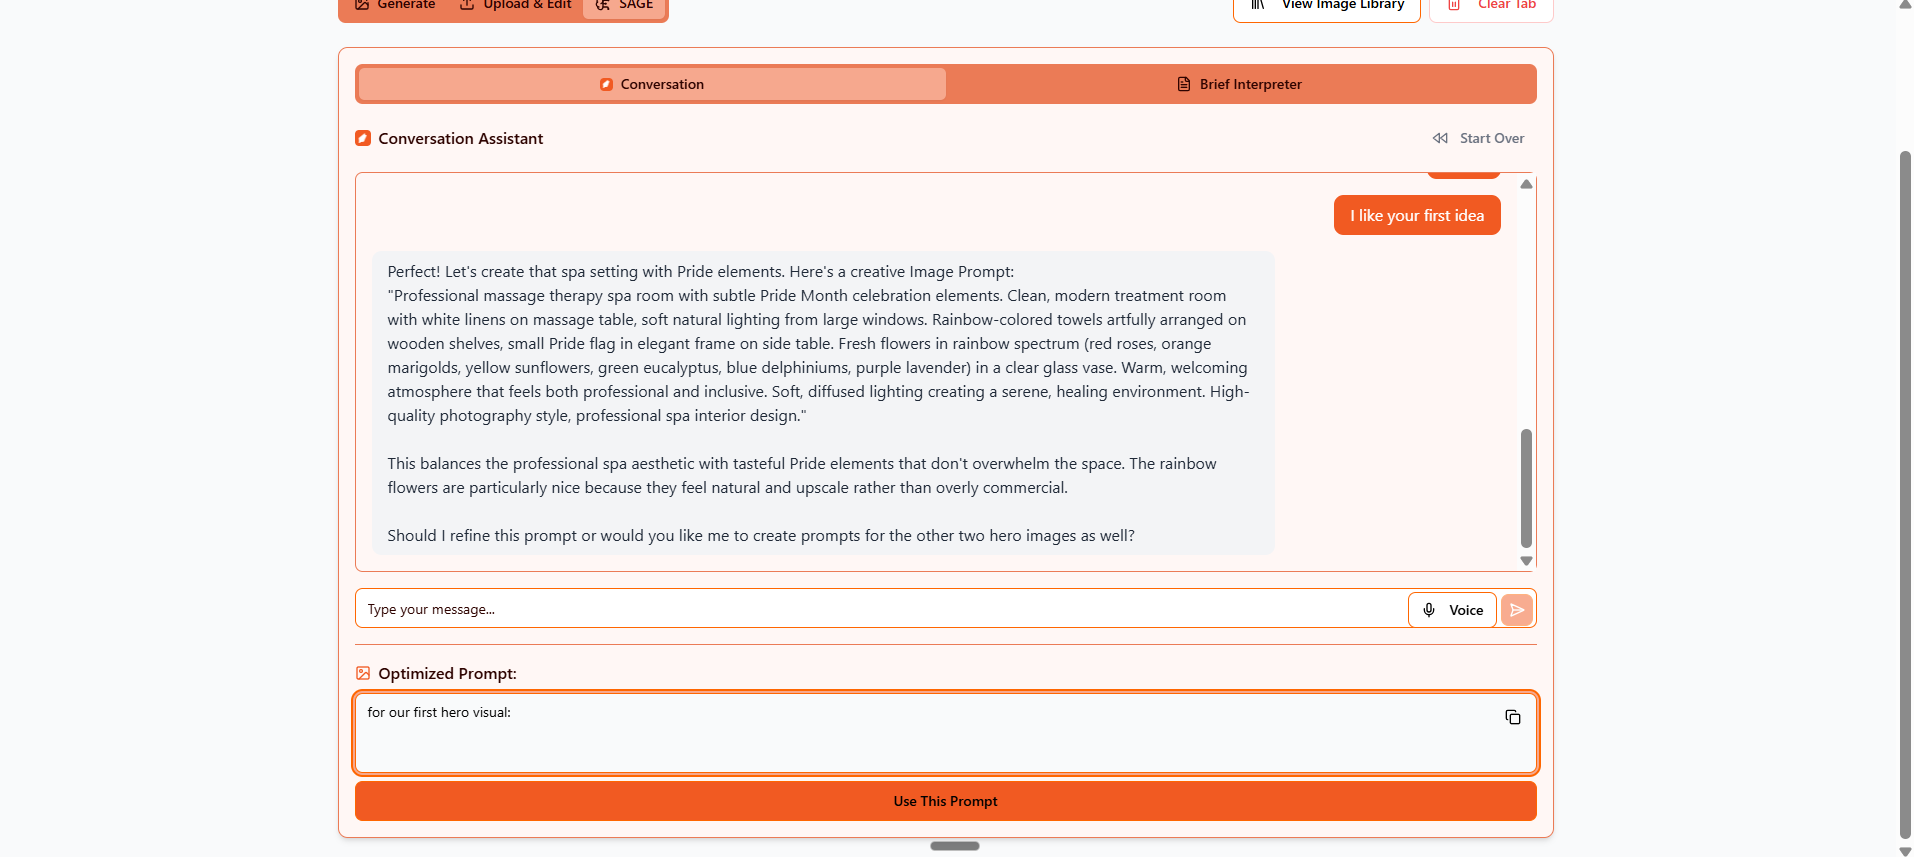 Generate
Upload & Edit
SAGE
View Image Library
Clear Tab
Conversation
Brief Interpreter
Conversation Assistant
Start Over
I like your first idea
Perfect! Let's create that spa setting with Pride elements. Here's a creative Image Prompt:
"Professional massage therapy spa room with subtle Pride Month celebration elements. Clean, modern treatment room
with white linens on massage table, soft natural lighting from large windows. Rainbow-colored towels artfully arranged on
wooden shelves, small Pride flag in elegant frame on side table. Fresh flowers in rainbow spectrum (red roses, orange
marigolds, yellow sunflowers, green eucalyptus, blue delphiniums, purple lavender) in a clear glass vase. Warm, welcoming
atmosphere that feels both professional and inclusive. Soft, diffused lighting creating a serene, healing environment. High-
quality photography style, professional spa interior design."
This balances the professional spa aesthetic with tasteful Pride elements that don't overwhelm the space. The rainbow
flowers are particularly nice because they feel natural and upscale rather than overly commercial.
Should I refine this prompt or would you like me to create prompts for the other two hero images as well?
Type your message...
Voice
Optimized Prompt:
for our first hero visual:
Use This Prompt